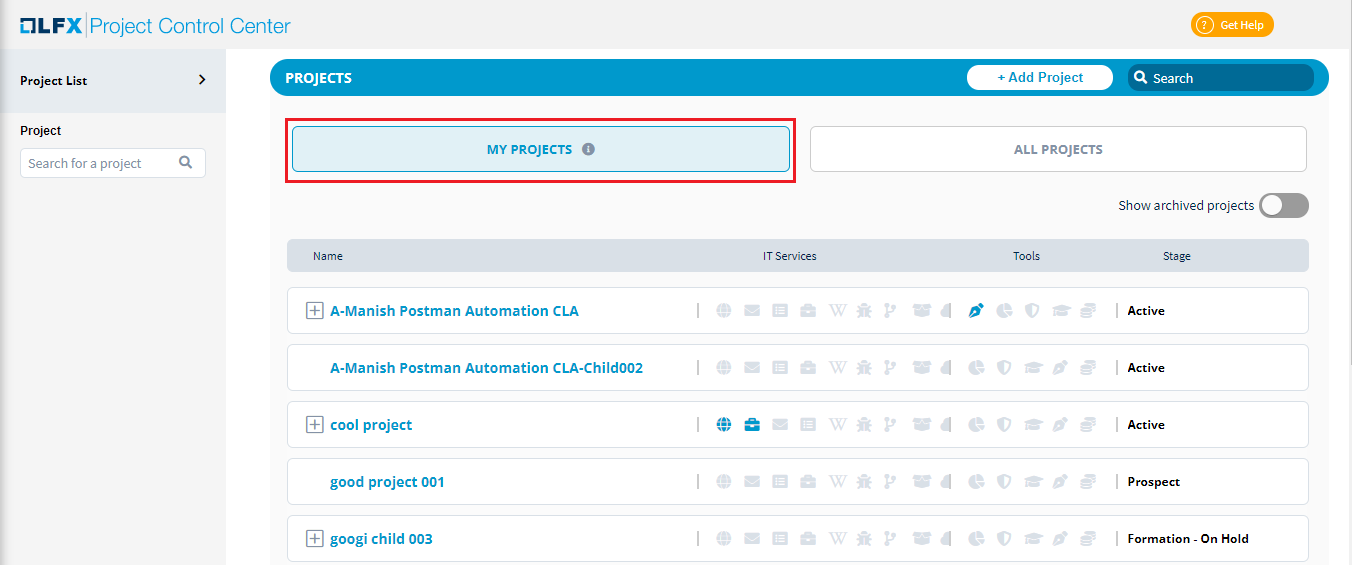 LFX Project Control Center
Get Help
Project List
PROJECTS
+ Add Project
Search
Project
Search for a project
MY PROJECTS
ALL PROJECTS
Show archived projects
Name IT Services Tools Stage
A-Manish Postman Automation CLA Active
A-Manish Postman Automation CLA-Child002 Active
cool project Active
good project 001 Prospect
googi child 003 Formation - On Hold